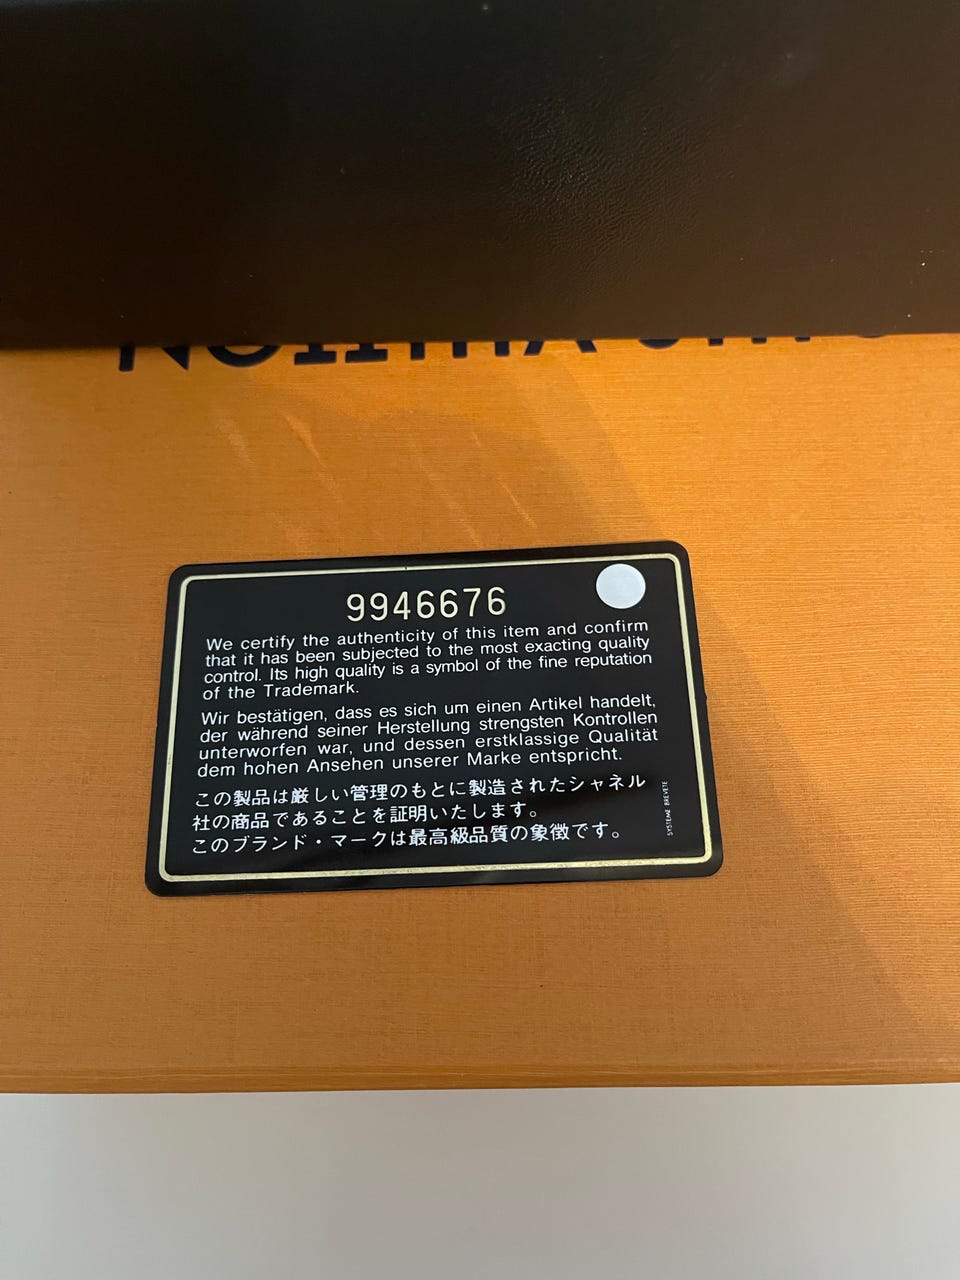 9946676
We certify the authenticity of this item and confirm
that it has been subjected to the most exacting quality
control. Its high quality is a symbol of the fine reputation
of the Trademark.
Wir bestätigen, dass es sich um einen Artikel handelt,
der während seiner Herstellung strengsten Kontrollen
unterworfen war, und dessen erstklassige Qualität
dem hohen Ansehen unserer Marke entspricht.
この製品は厳しい管理のもとに製造されたシャネル
社の商品であることを証明いたします。
このブランド・マークは最高級品質の象徴です。
SYSTEME BREVETE